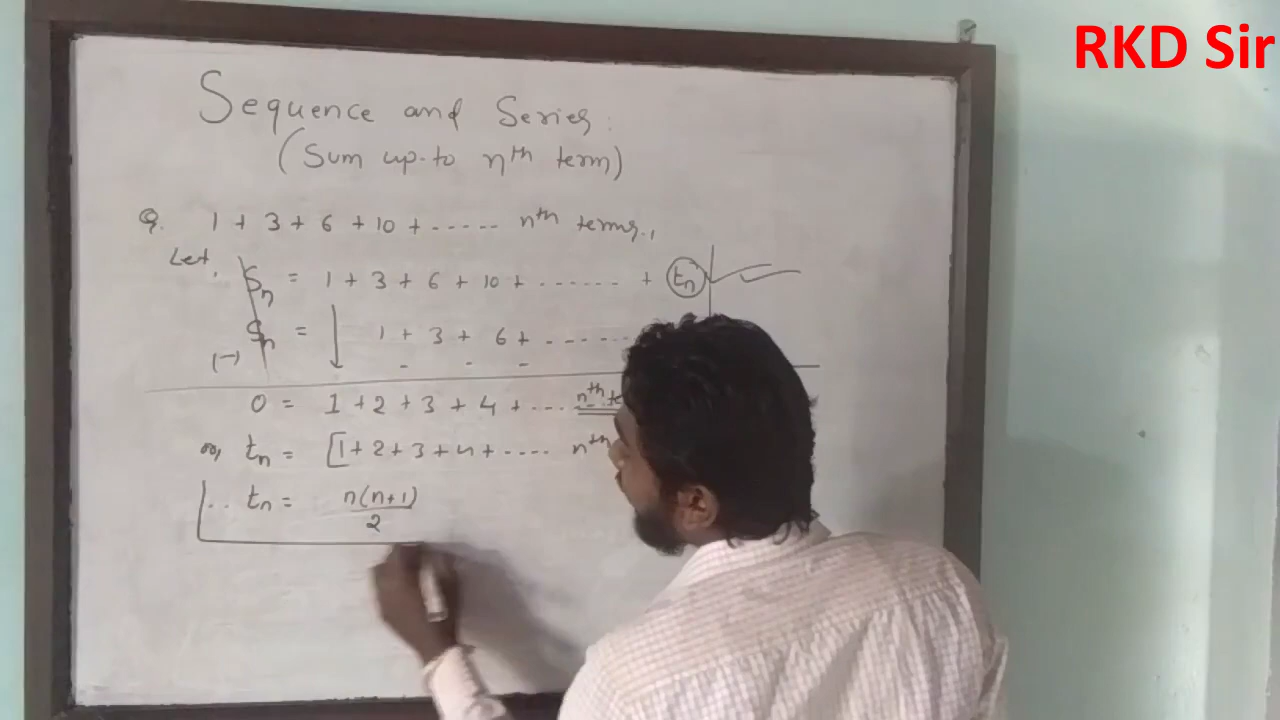 RKD Sir
Sequence and Series:
(Sum up-to nth term)
Q. 1 + 3 + 6 + 10 + ..... nth terms.,
Let, Sn = 1 + 3 + 6 + 10 + ...... + tn
Sn = 1 + 3 + 6 + .....
(-) - - -
0 = 1 + 2 + 3 + 4 + .... nth te
or, tn = [1 + 2 + 3 + 4 + .... nth
∴ tn = n(n+1)
2